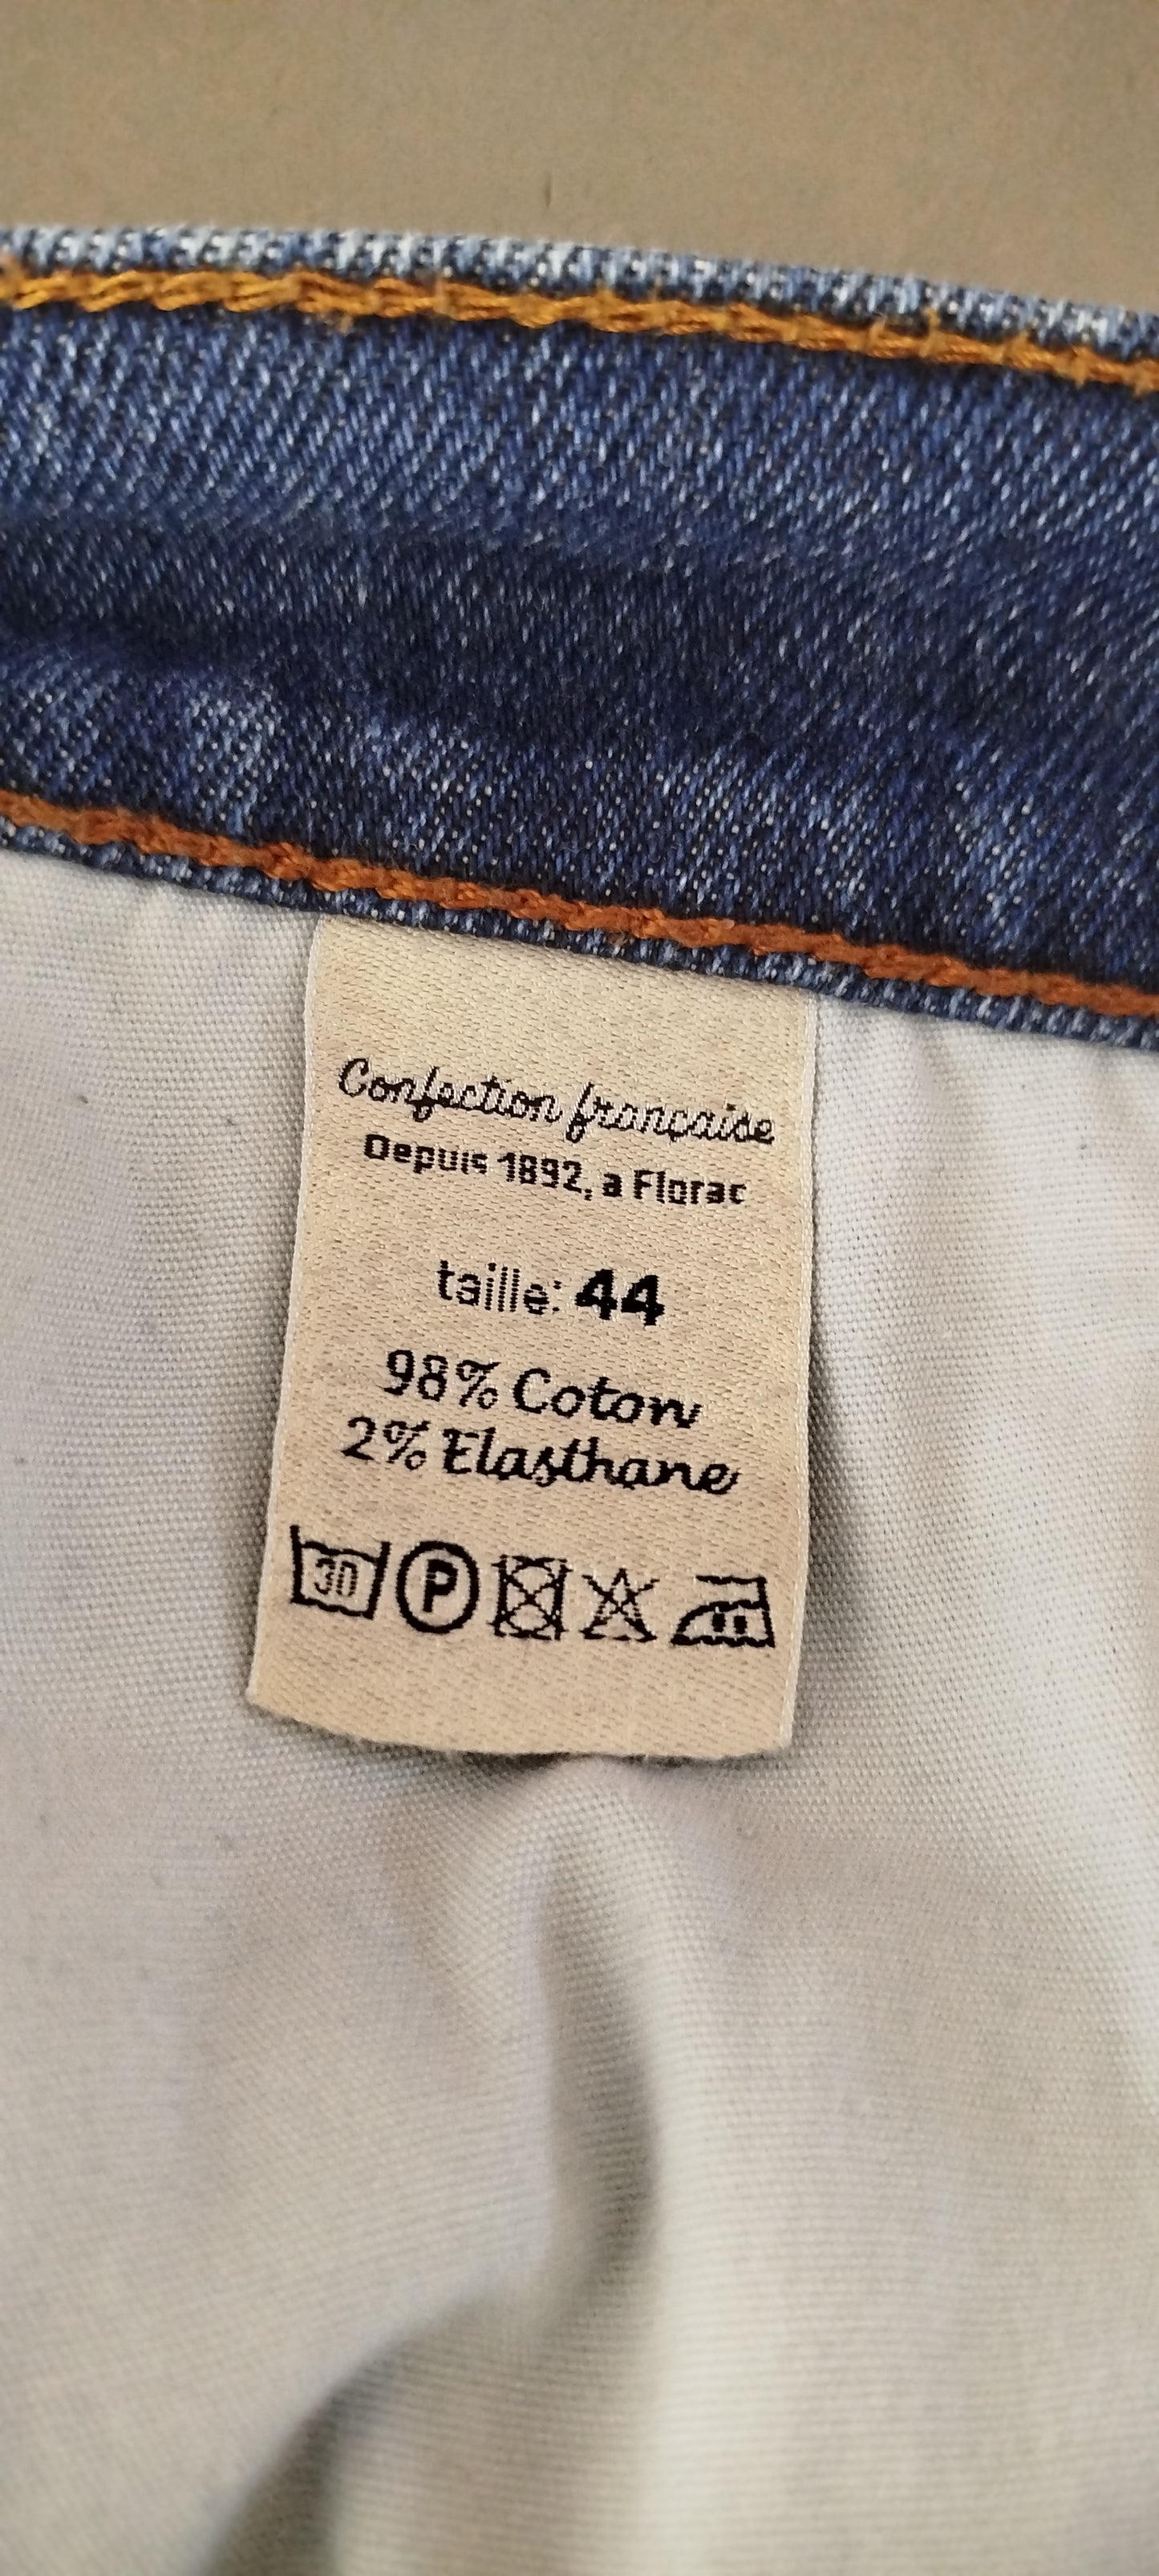 Confection française
Depuis 1892, a Florac
taille: 44
98% Coton
2% Elasthane
30 P